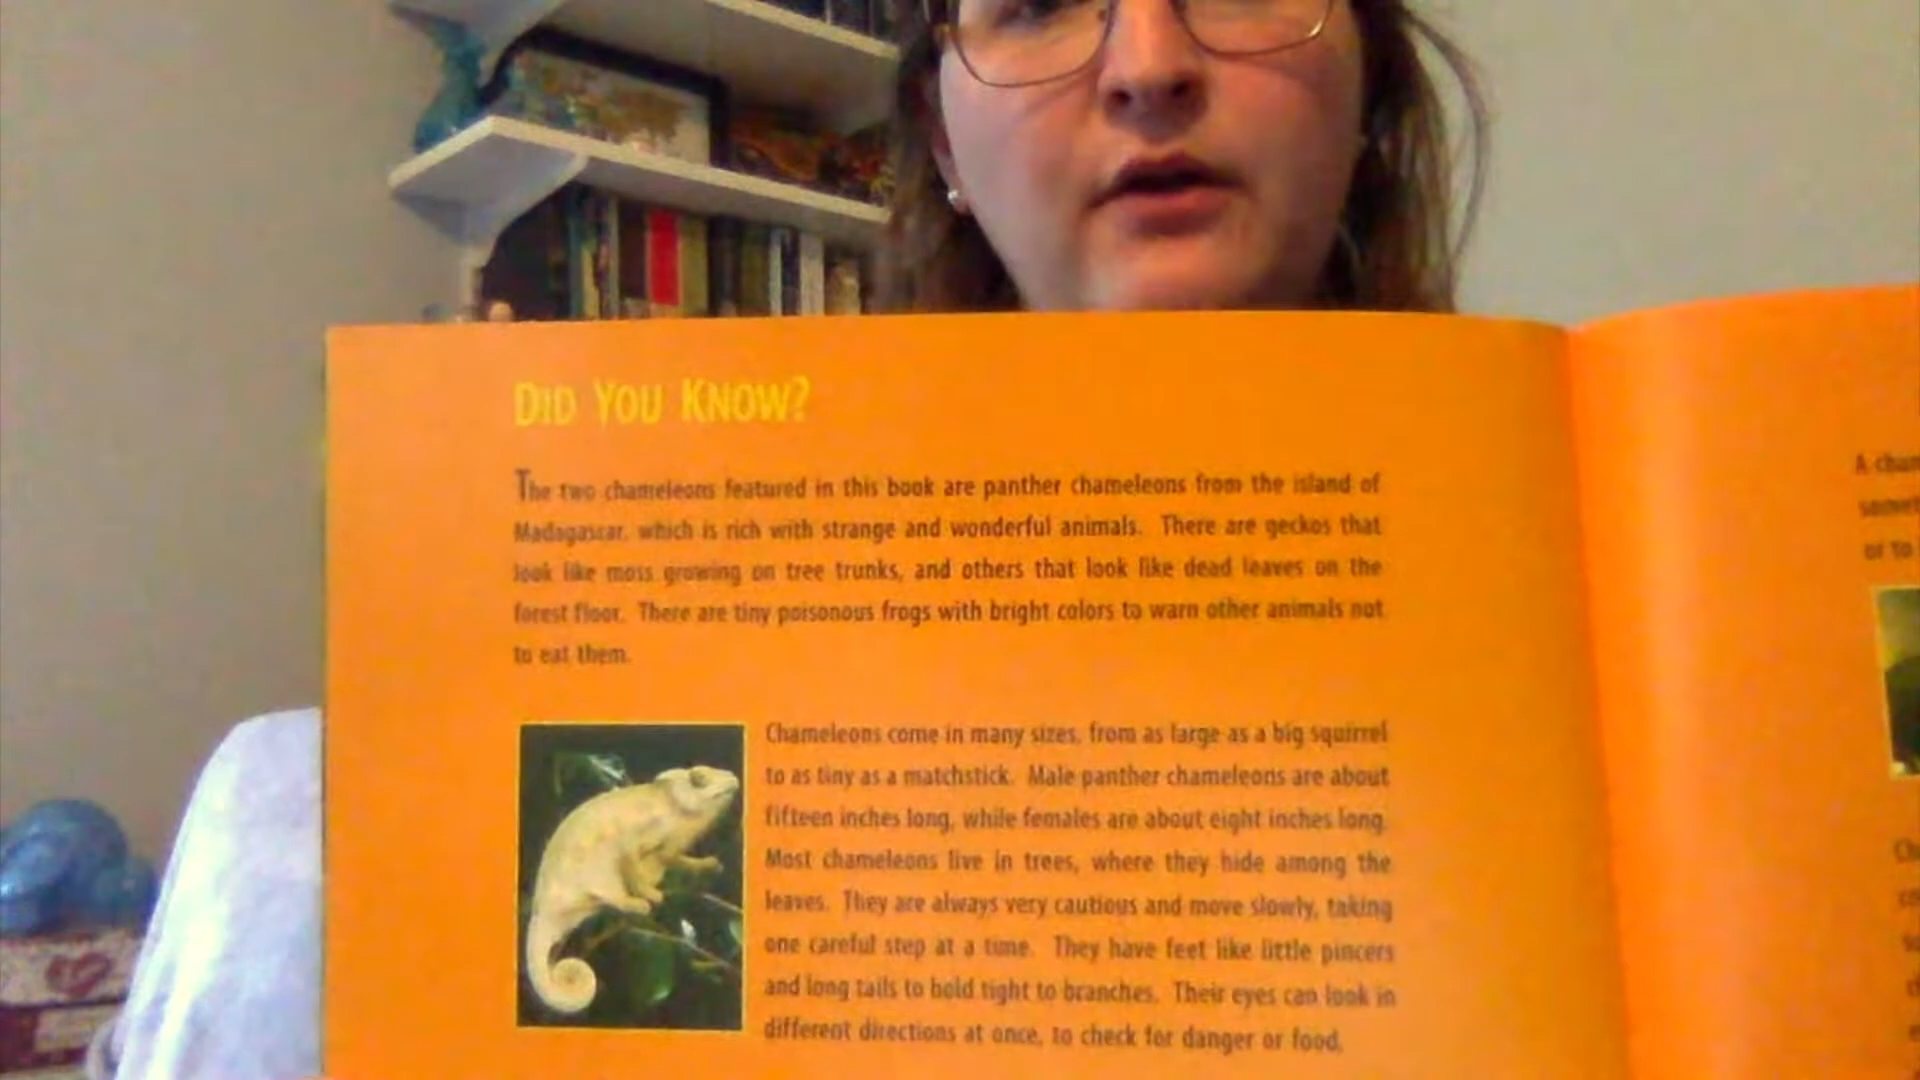 DID YOU KNOW?
The two chameleons featured in this book are panther chameleons from the island of
Madagascar, which is rich with strange and wonderful animals. There are geckos that
look like moss growing on tree trunks, and others that look like dead leaves on the
forest floor. There are tiny poisonous frogs with bright colors to warn other animals not
to eat them.
Chameleons come in many sizes, from as large as a big squirrel
to as tiny as a matchstick. Male panther chameleons are about
fifteen inches long, while females are about eight inches long.
Most chameleons live in trees, where they hide among the
leaves. They are always very cautious and move slowly, taking
one careful step at a time. They have feet like little pincers
and long tails to hold tight to branches. Their eyes can look in
different directions at once, to check for danger or food.
A cham
somet
or to